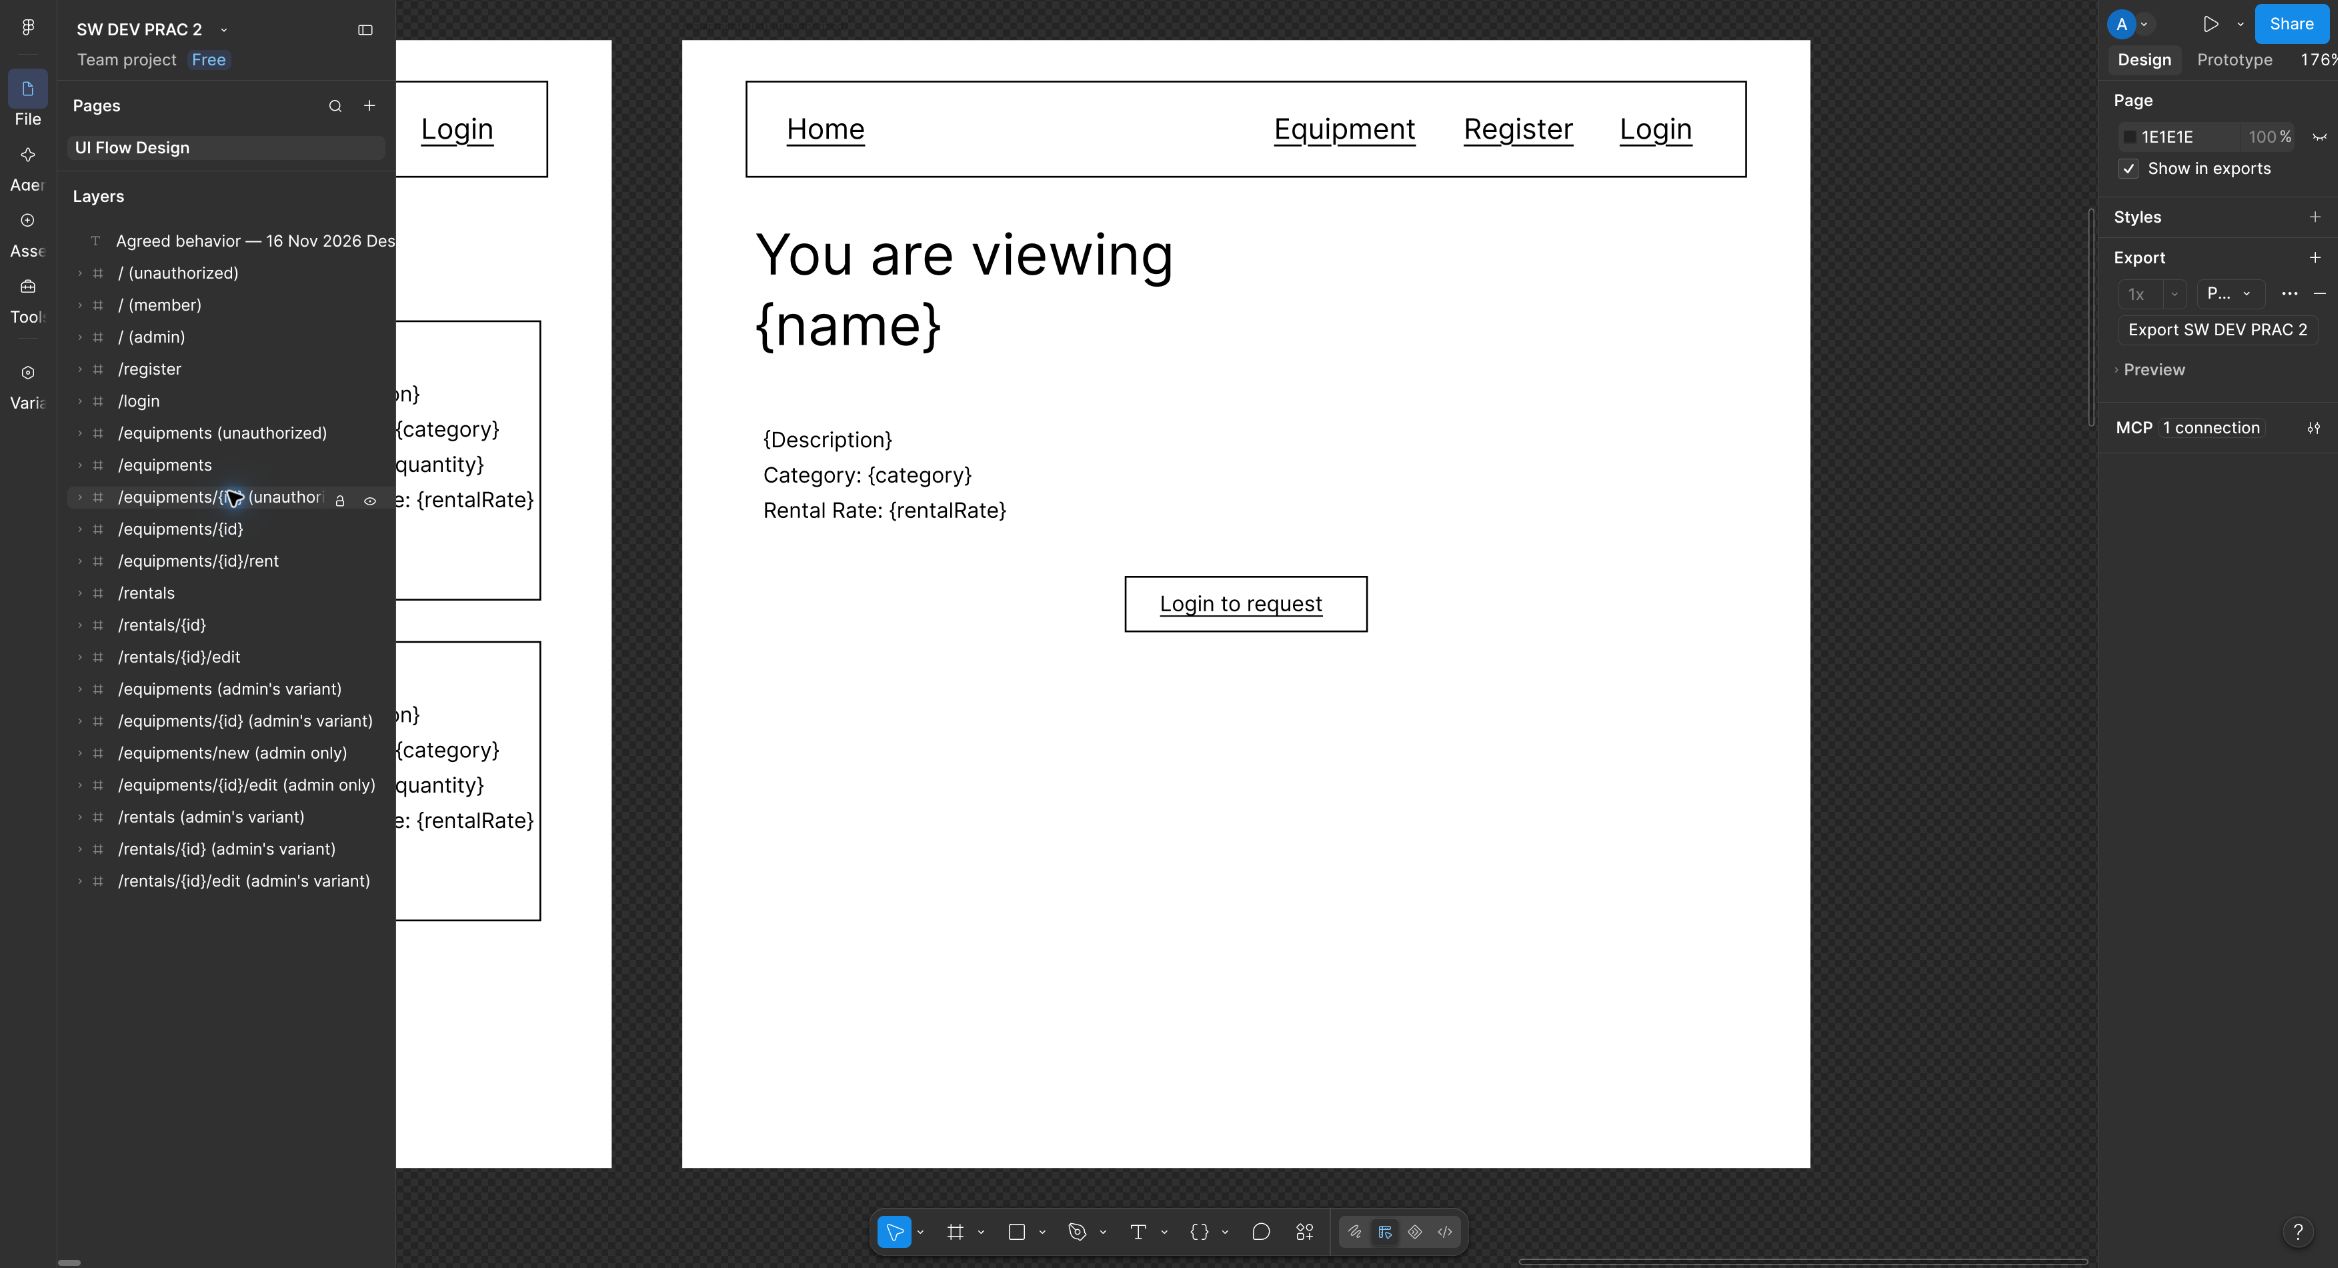 SW DEV PRAC 2
Team project Free
File
Pages
UI Flow Design
Layers
Agreed behavior — 16 Nov 2026 Des
/ (unauthorized)
/ (member)
/ (admin)
/register
/login
/equipments (unauthorized)
/equipments
/equipments/{ (unauthori
/equipments/{id}
/equipments/{id}/rent
/rentals
/rentals/{id}
/rentals/{id}/edit
/equipments (admin's variant)
/equipments/{id} (admin's variant)
/equipments/new (admin only)
/equipments/{id}/edit (admin only)
/rentals (admin's variant)
/rentals/{id} (admin's variant)
/rentals/{id}/edit (admin's variant)
Agen
Asse
Tools
Varia
Login
on}
{category}
quantity}
e: {rentalRate}
on}
{category}
quantity}
e: {rentalRate}
Home Equipment Register Login
You are viewing
{name}
{Description}
Category: {category}
Rental Rate: {rentalRate}
Login to request
A
Share
Design Prototype 176%
Page
1E1E1E 100 %
Show in exports
Styles
Export
1x P...
Export SW DEV PRAC 2
Preview
MCP 1 connection
?